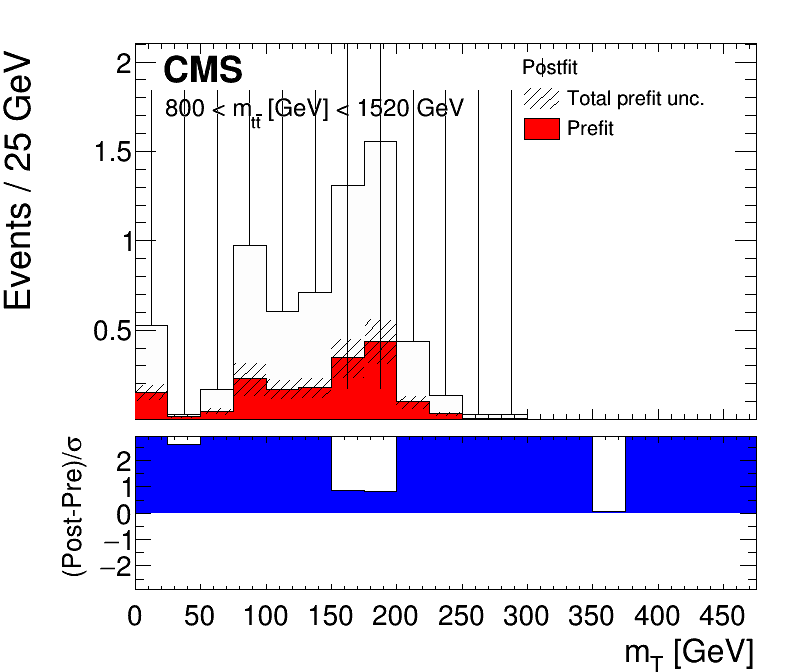 Events / 25 GeV
CMS
800 < m_tt̄ [GeV] < 1520 GeV
Postfit
Total prefit unc.
Prefit
2
1.5
1
0.5
(Post-Pre)/σ
2
1
0
−1
−2
0 50 100 150 200 250 300 350 400 450
m_T [GeV]